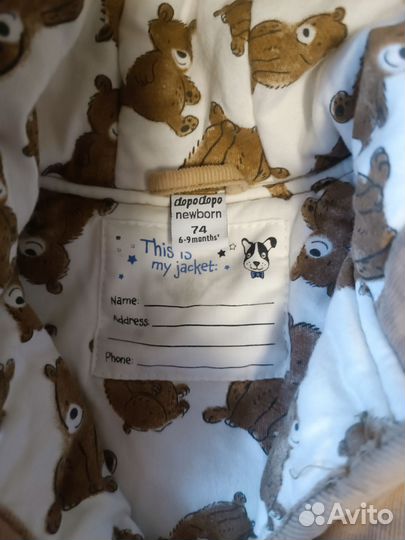 dopodopo
newborn
74
6-9 months
This is
my jacket:
Name:
Address:
Phone:
Avito